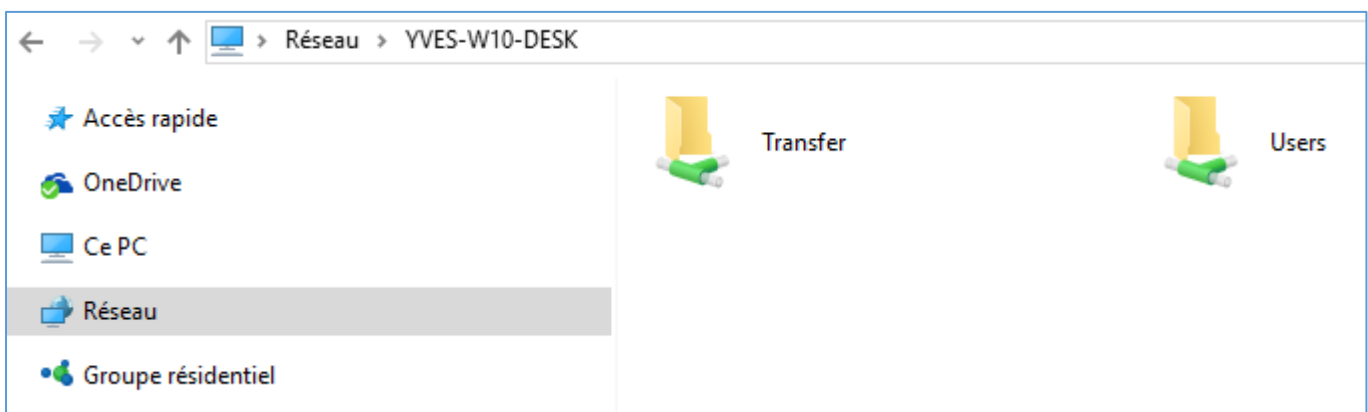 Réseau > YVES-W10-DESK
Accès rapide
OneDrive
Ce PC
Réseau
Groupe résidentiel
Transfer
Users